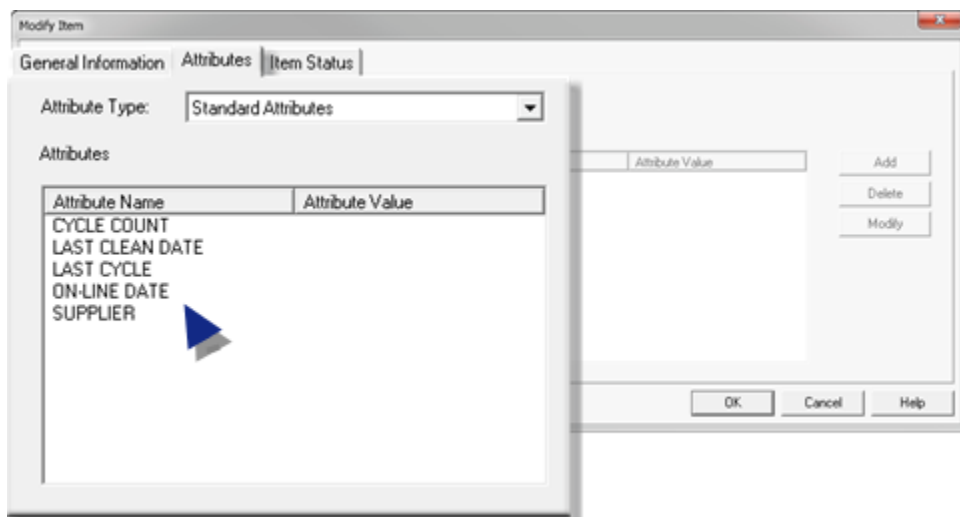 Modify Item
General Information Attributes Item Status
Attribute Type: Standard Attributes
Attributes
Attribute Name Attribute Value
CYCLE COUNT
LAST CLEAN DATE
LAST CYCLE
ON-LINE DATE
SUPPLIER
Attribute Value
Add
Delete
Modify
OK Cancel Help